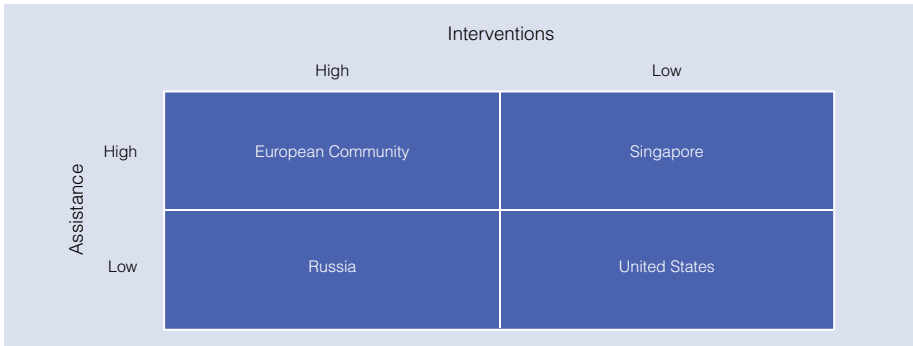 Interventions
High
Low
High
European Community
Singapore
Assistance
Low
Russia
United States